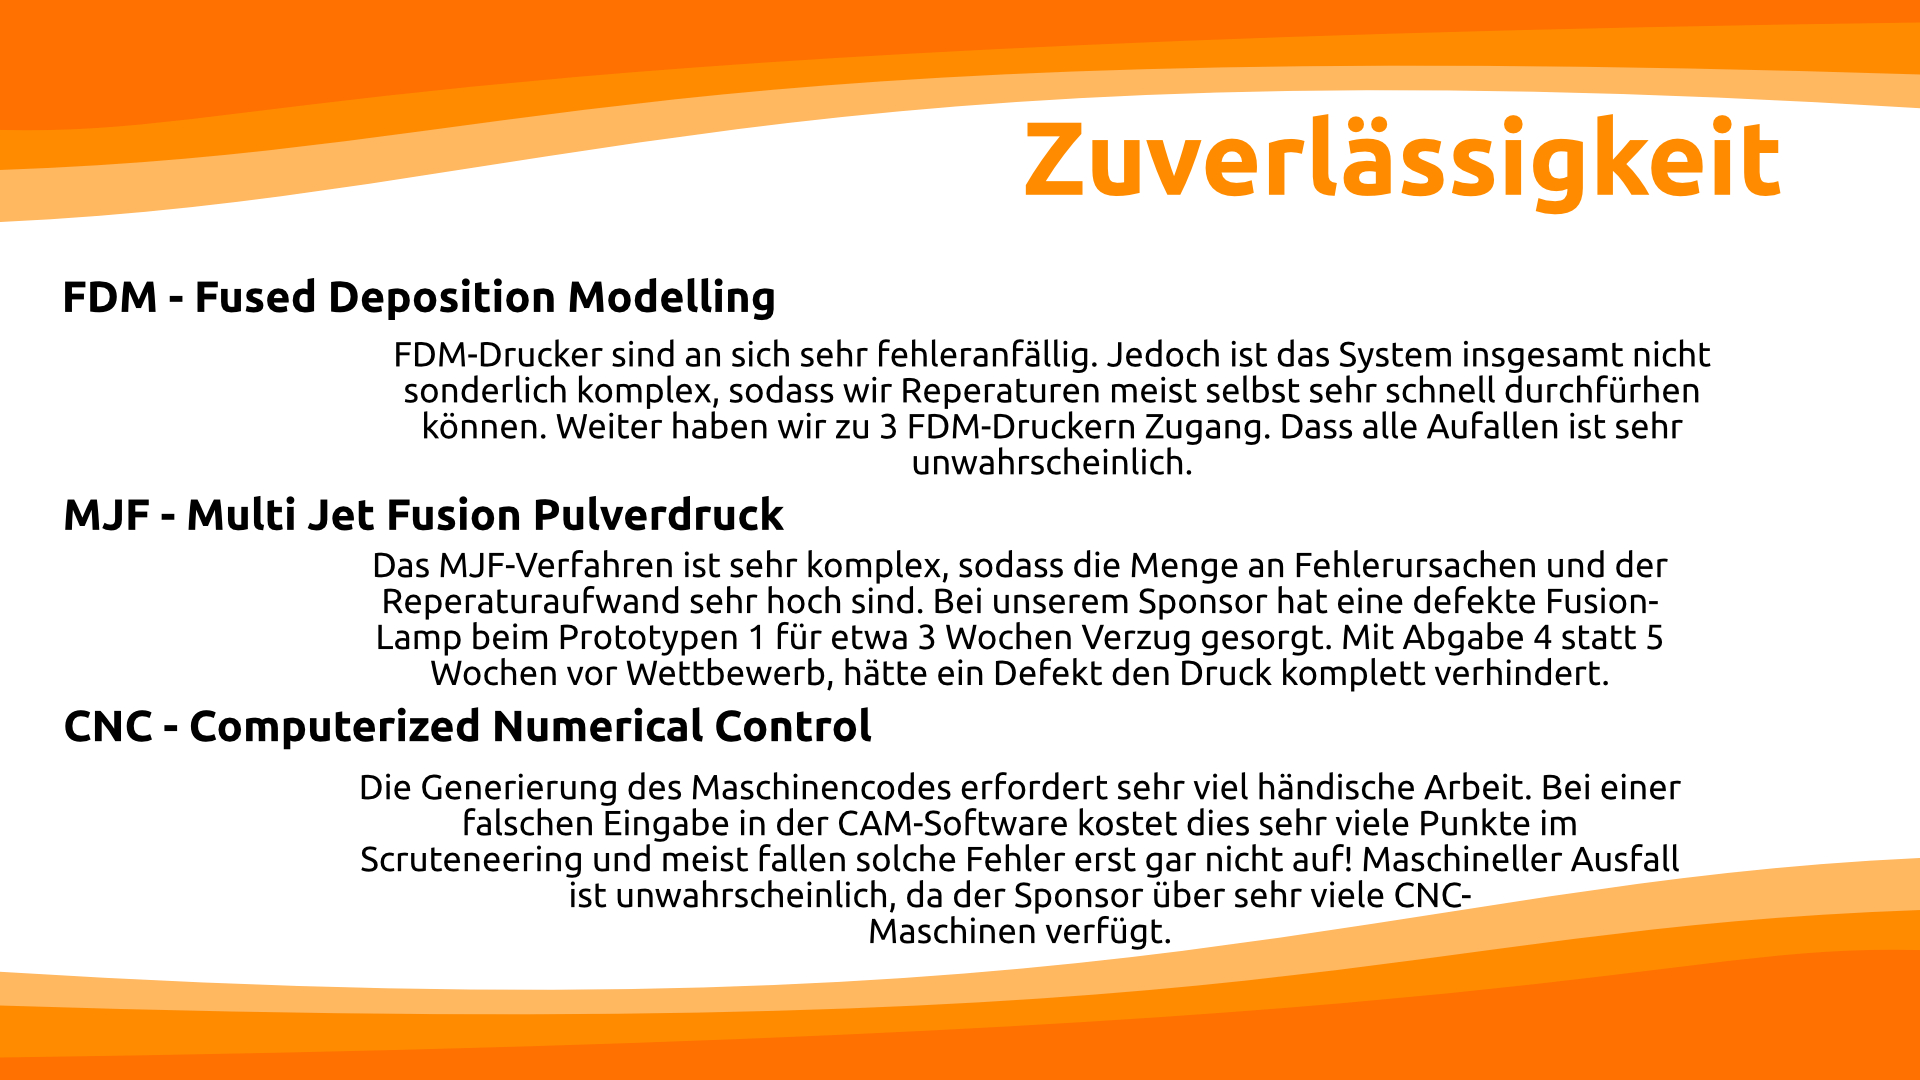 Zuverlässigkeit
FDM - Fused Deposition Modelling
FDM-Drucker sind an sich sehr fehleranfällig. Jedoch ist das System insgesamt nicht
sonderlich komplex, sodass wir Reperaturen meist selbst sehr schnell durchfürhen
können. Weiter haben wir zu 3 FDM-Druckern Zugang. Dass alle Aufallen ist sehr
unwahrscheinlich.
MJF - Multi Jet Fusion Pulverdruck
Das MJF-Verfahren ist sehr komplex, sodass die Menge an Fehlerursachen und der
Reperaturaufwand sehr hoch sind. Bei unserem Sponsor hat eine defekte Fusion-
Lamp beim Prototypen 1 für etwa 3 Wochen Verzug gesorgt. Mit Abgabe 4 statt 5
Wochen vor Wettbewerb, hätte ein Defekt den Druck komplett verhindert.
CNC - Computerized Numerical Control
Die Generierung des Maschinencodes erfordert sehr viel händische Arbeit. Bei einer
falschen Eingabe in der CAM-Software kostet dies sehr viele Punkte im
Scruteneering und meist fallen solche Fehler erst gar nicht auf! Maschineller Ausfall
ist unwahrscheinlich, da der Sponsor über sehr viele CNC-
Maschinen verfügt.